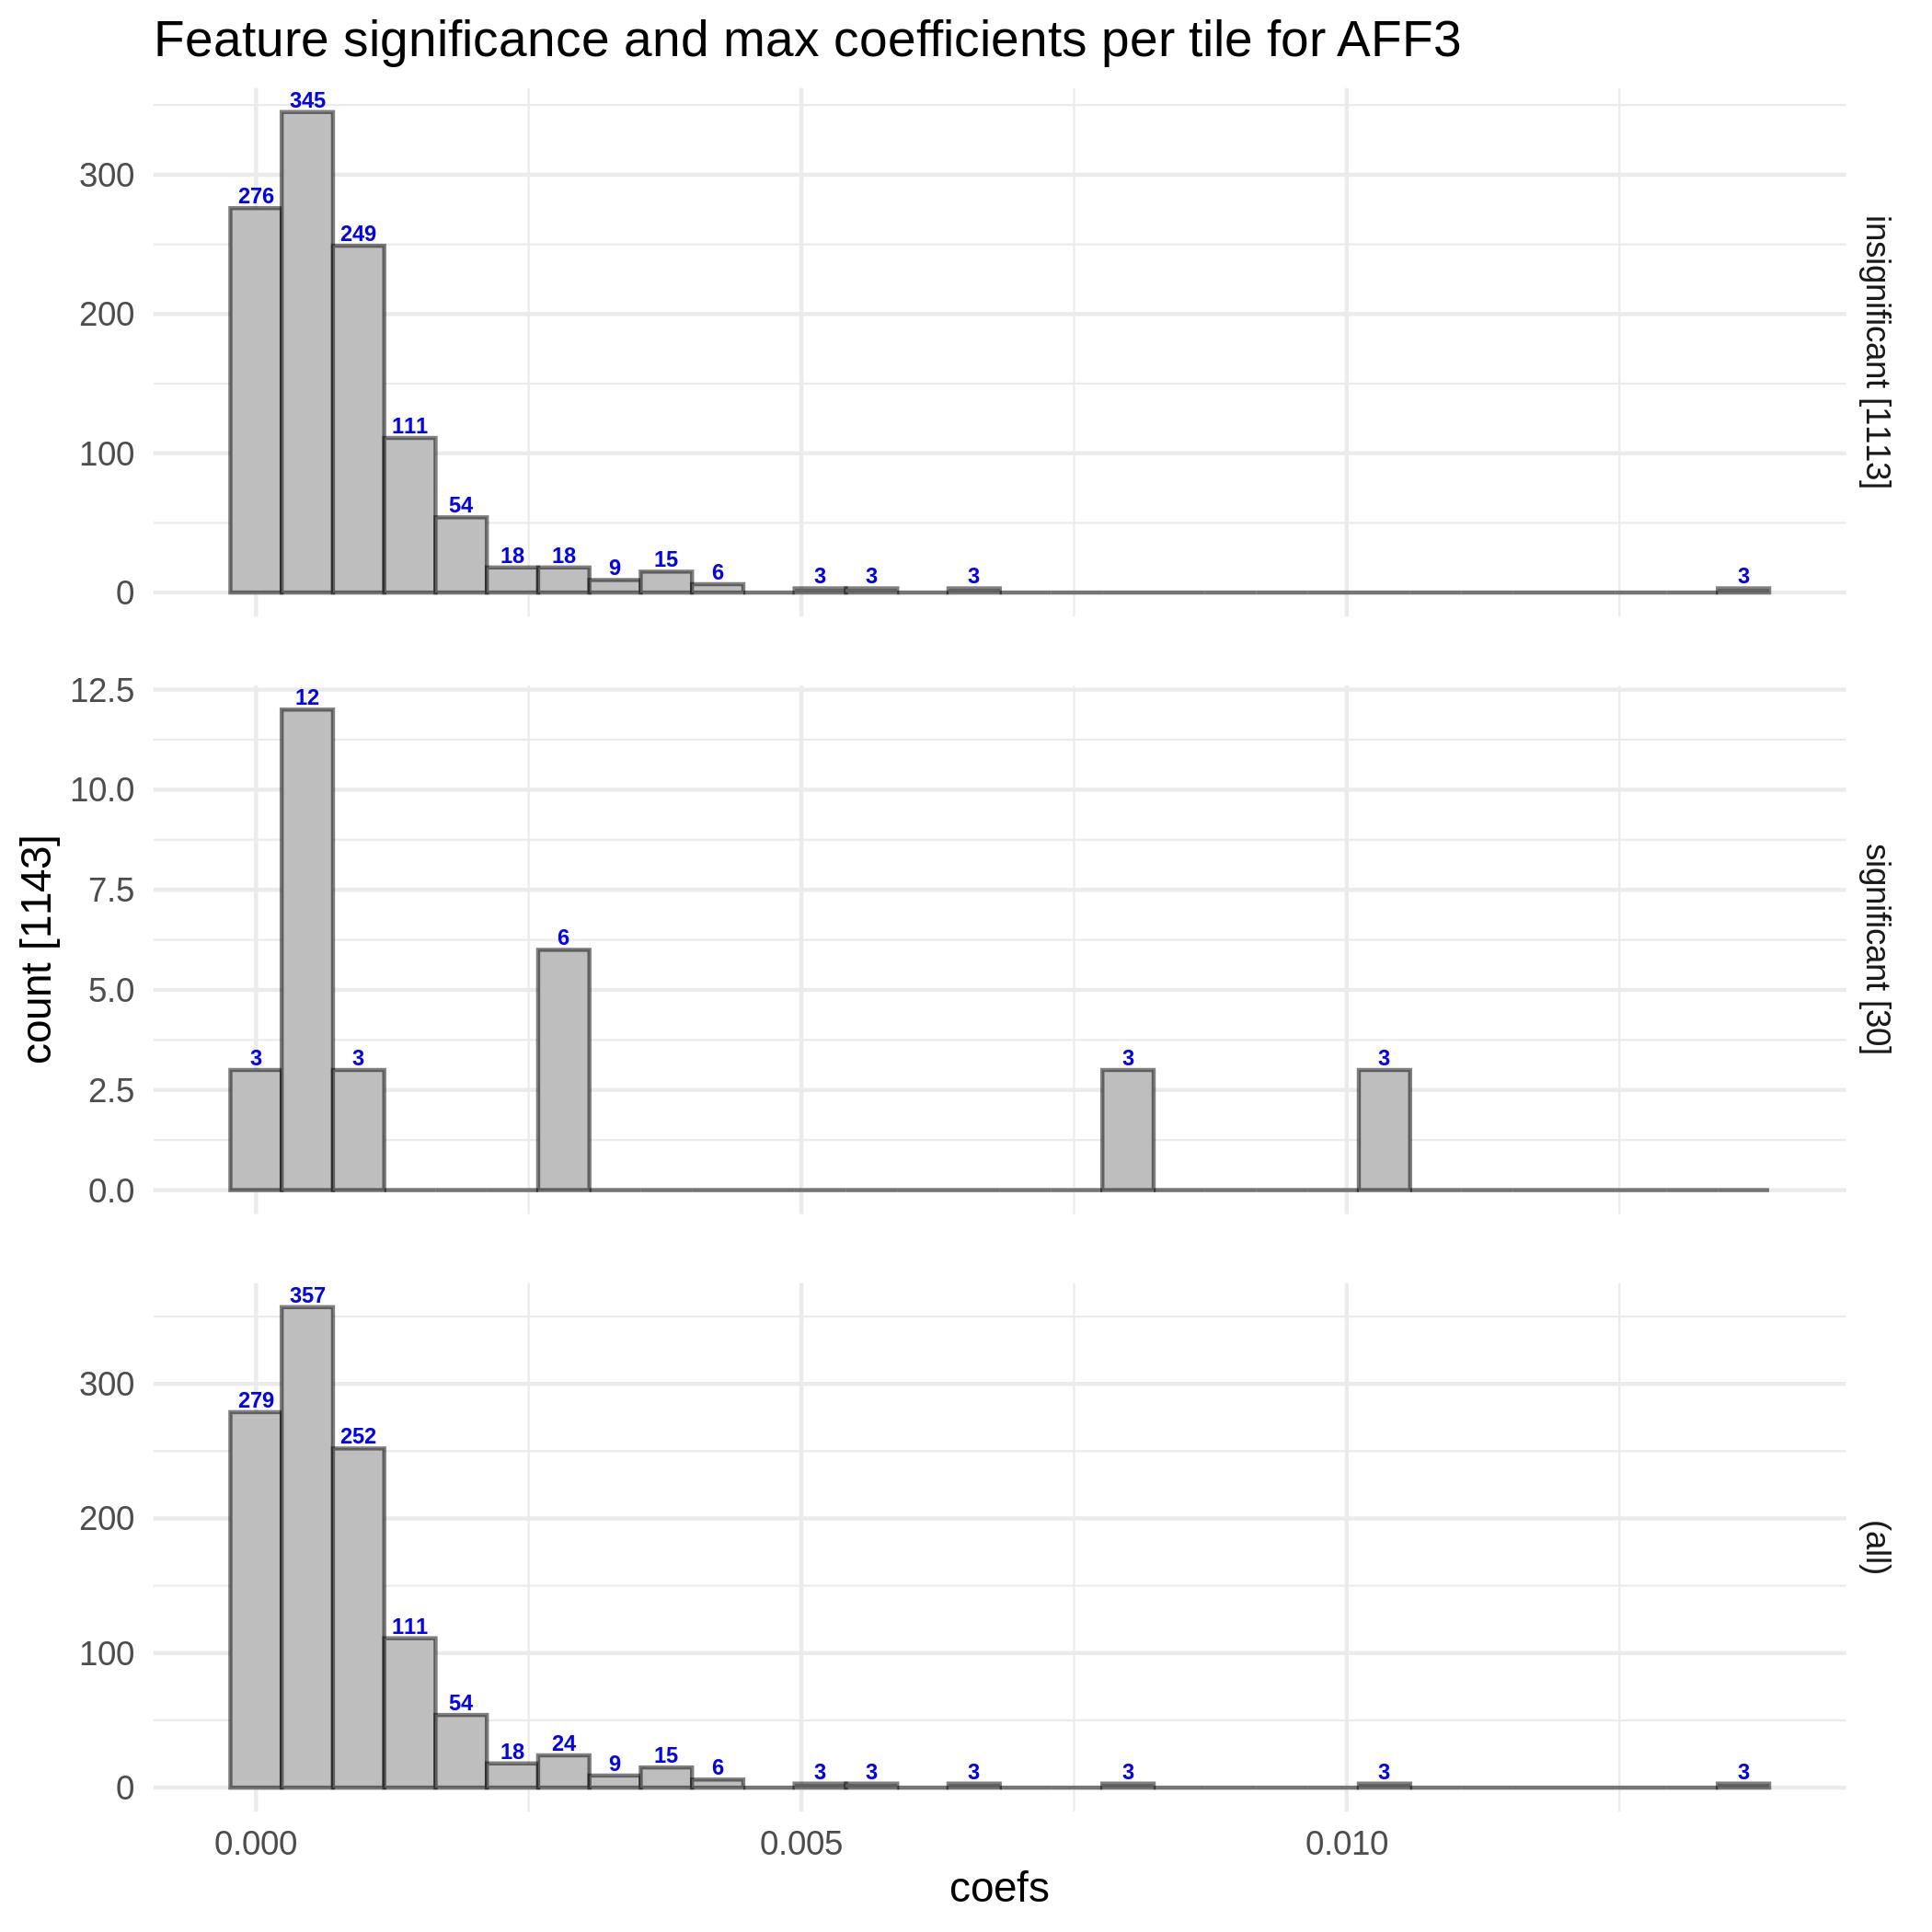 Feature significance and max coefficients per tile for AFF3
345
300
276
249
200
111
100
54
18 18 9 15 6 3 3 3 3
0
insignificant [1113]
12.5
12
10.0
7.5
6
5.0
3 3 3 3
2.5
0.0
significant [30]
count [1143]
357
300
279
252
200
111
100
54
18 24 9 15 6 3 3 3 3 3 3
0
(all)
0.000 0.005 0.010
coefs